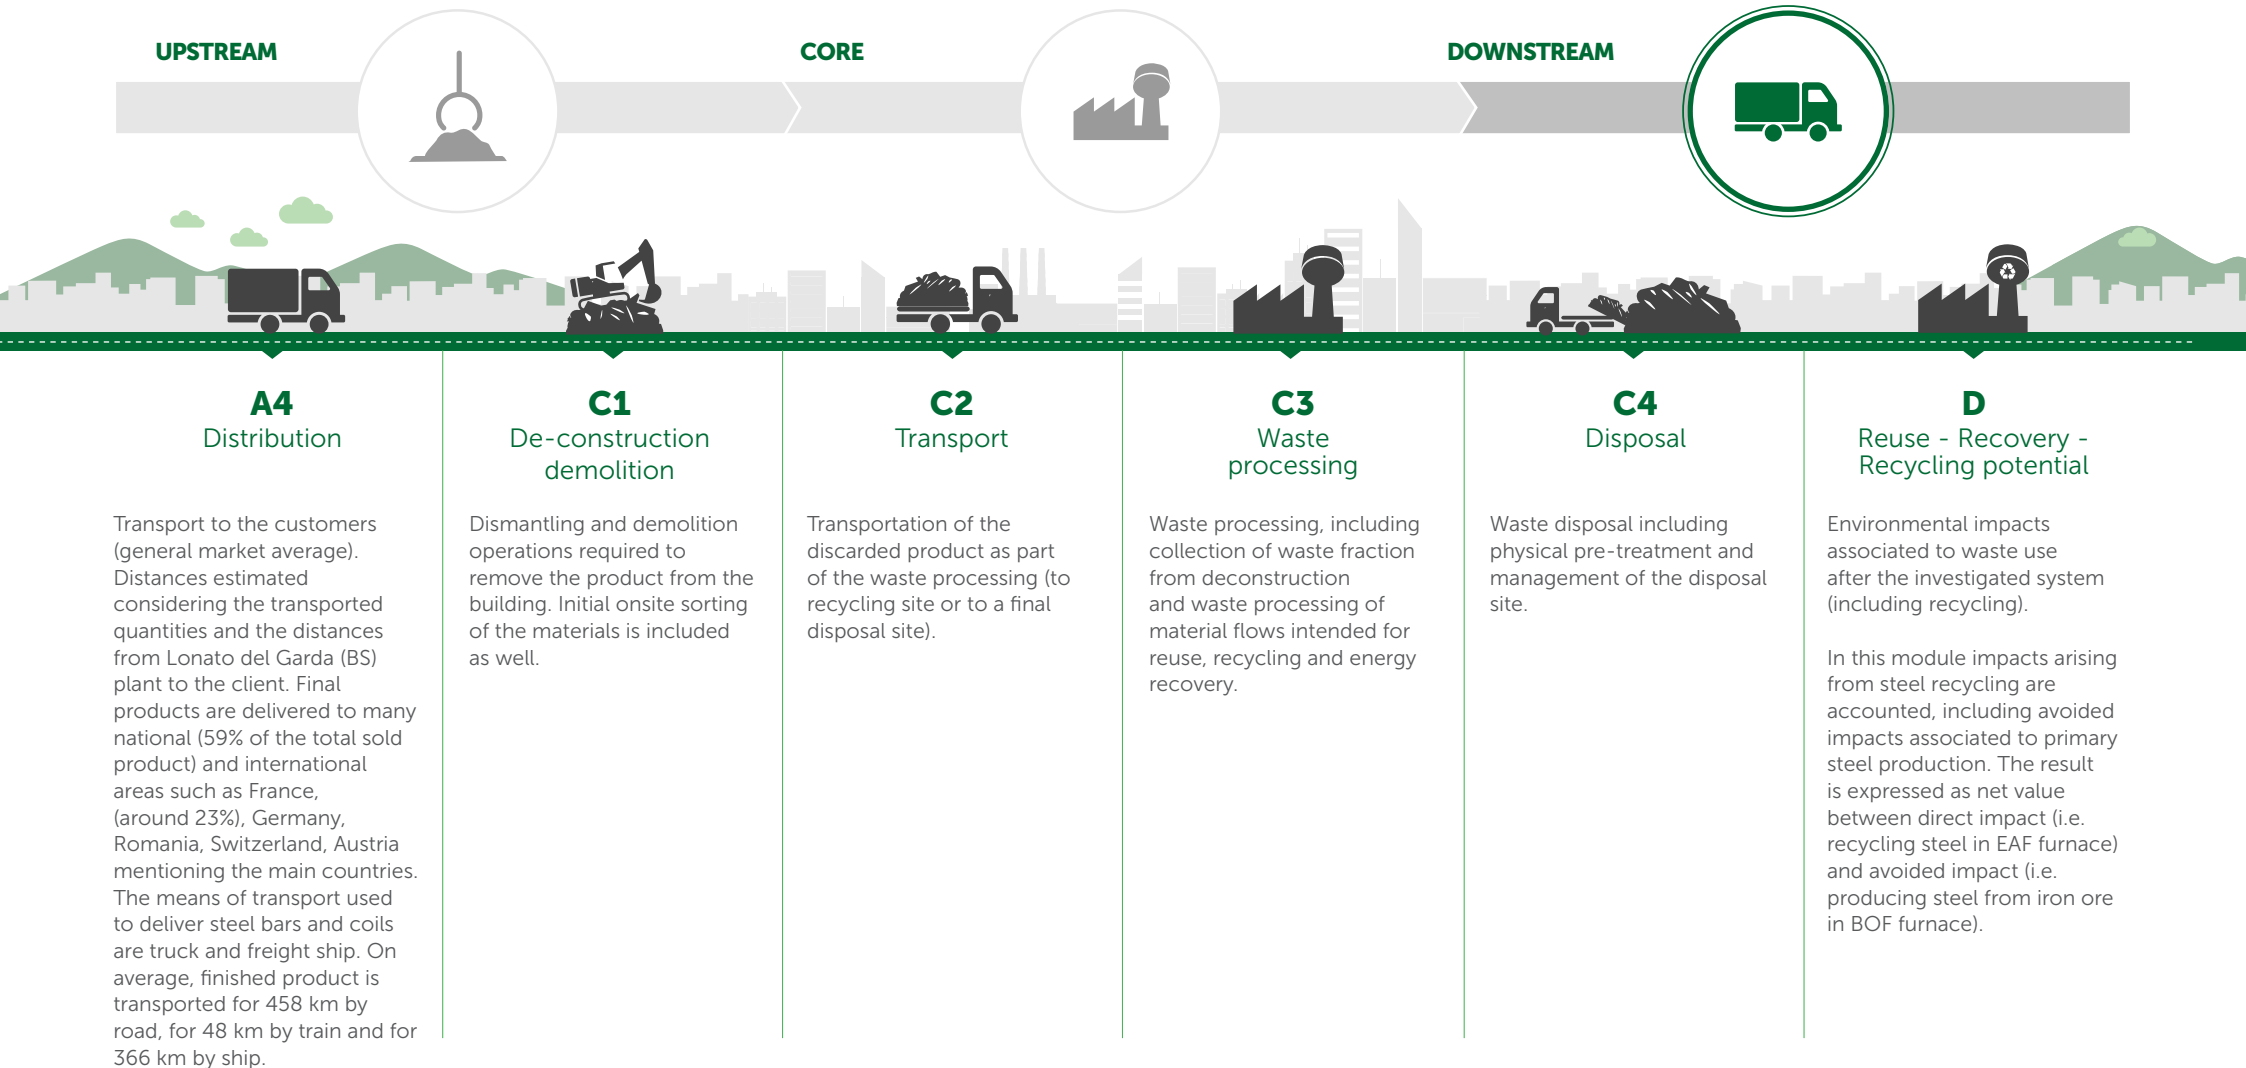 UPSTREAM
CORE
DOWNSTREAM
A4
Distribution
Transport to the customers
(general market average).
Distances estimated
considering the transported
quantities and the distances
from Lonato del Garda (BS)
plant to the client. Final
products are delivered to many
national (59% of the total sold
product) and international
areas such as France,
(around 23%), Germany,
Romania, Switzerland, Austria
mentioning the main countries.
The means of transport used
to deliver steel bars and coils
are truck and freight ship. On
average, finished product is
transported for 458 km by
road, for 48 km by train and for
366 km by ship.
C1
De-construction
demolition
Dismantling and demolition
operations required to
remove the product from the
building. Initial onsite sorting
of the materials is included
as well.
C2
Transport
Transportation of the
discarded product as part
of the waste processing (to
recycling site or to a final
disposal site).
C3
Waste
processing
Waste processing, including
collection of waste fraction
from deconstruction
and waste processing of
material flows intended for
reuse, recycling and energy
recovery.
C4
Disposal
Waste disposal including
physical pre-treatment and
management of the disposal
site.
D
Reuse - Recovery -
Recycling potential
Environmental impacts
associated to waste use
after the investigated system
(including recycling).
In this module impacts arising
from steel recycling are
accounted, including avoided
impacts associated to primary
steel production. The result
is expressed as net value
between direct impact (i.e.
recycling steel in EAF furnace)
and avoided impact (i.e.
producing steel from iron ore
in BOF furnace).